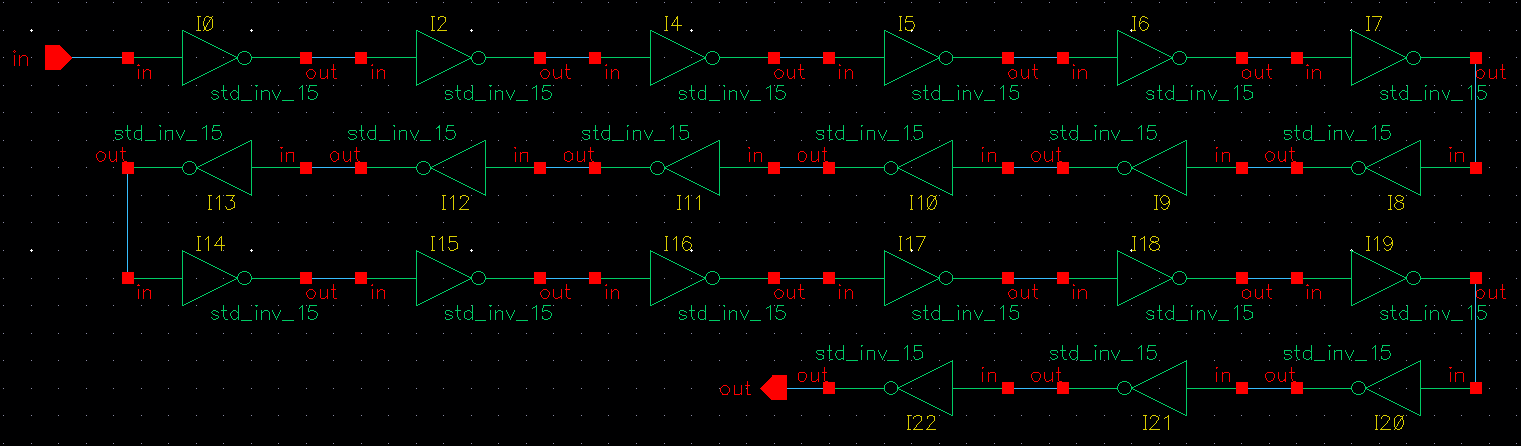 I0 I2 I4 I5 I6 I7
in in out in out in out in out in out in out
std_inv_15 std_inv_15 std_inv_15 std_inv_15 std_inv_15 std_inv_15
std_inv_15 std_inv_15 std_inv_15 std_inv_15 std_inv_15 std_inv_15
out in out in out in out in out in out in
I13 I12 I11 I10 I9 I8
I14 I15 I16 I17 I18 I19
in out in out in out in out in out in out
std_inv_15 std_inv_15 std_inv_15 std_inv_15 std_inv_15 std_inv_15
std_inv_15 std_inv_15 std_inv_15
out out in out in out in
I22 I21 I20